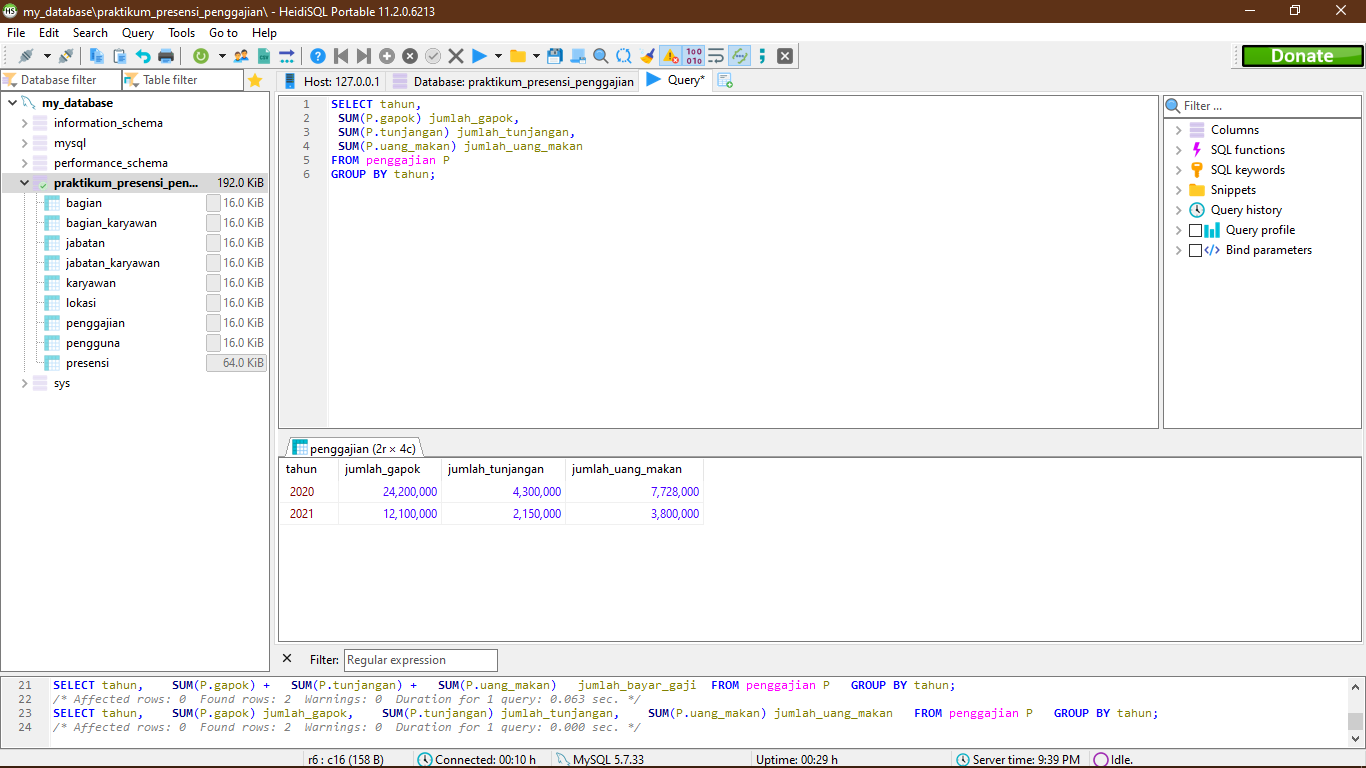 my_database\praktikum_presensi_penggajian\ - HeidiSQL Portable 11.2.0.6213
File Edit Search Query Tools Go to Help
Donate
Database filter Table filter
Host: 127.0.0.1 Database: praktikum_presensi_penggajian Query*
my_database
information_schema
mysql
performance_schema
praktikum_presensi_pen... 192.0 KiB
bagian 16.0 KiB
bagian_karyawan 16.0 KiB
jabatan 16.0 KiB
jabatan_karyawan 16.0 KiB
karyawan 16.0 KiB
lokasi 16.0 KiB
penggajian 16.0 KiB
pengguna 16.0 KiB
presensi 64.0 KiB
sys
1 SELECT tahun,
2 SUM(P.gapok) jumlah_gapok,
3 SUM(P.tunjangan) jumlah_tunjangan,
4 SUM(P.uang_makan) jumlah_uang_makan
5 FROM penggajian P
6 GROUP BY tahun;
Filter ...
Columns
SQL functions
SQL keywords
Snippets
Query history
Query profile
Bind parameters
penggajian (2r × 4c)
tahun jumlah_gapok jumlah_tunjangan jumlah_uang_makan
2020 24,200,000 4,300,000 7,728,000
2021 12,100,000 2,150,000 3,800,000
Filter: Regular expression
21 SELECT tahun, SUM(P.gapok) + SUM(P.tunjangan) + SUM(P.uang_makan) jumlah_bayar_gaji FROM penggajian P GROUP BY tahun;
22 /* Affected rows: 0 Found rows: 2 Warnings: 0 Duration for 1 query: 0.063 sec. */
23 SELECT tahun, SUM(P.gapok) jumlah_gapok, SUM(P.tunjangan) jumlah_tunjangan, SUM(P.uang_makan) jumlah_uang_makan FROM penggajian P GROUP BY tahun;
24 /* Affected rows: 0 Found rows: 2 Warnings: 0 Duration for 1 query: 0.000 sec. */
r6 : c16 (158 B) Connected: 00:10 h MySQL 5.7.33 Uptime: 00:29 h Server time: 9:39 PM Idle.